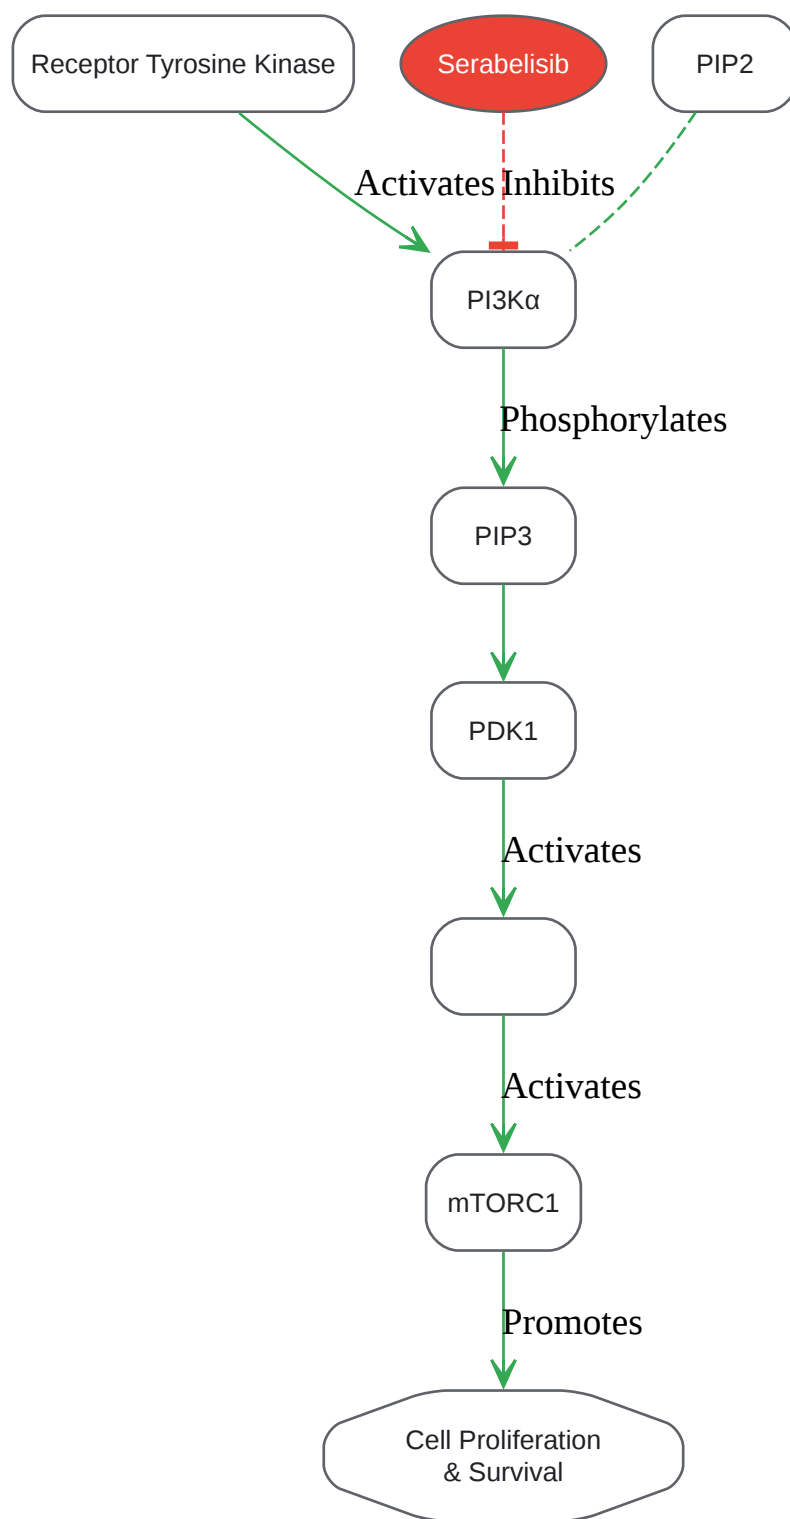 Receptor Tyrosine Kinase
Serabelisib
PIP2
Activates
Inhibits
PI3Kα
Phosphorylates
PIP3
PDK1
Activates
Activates
mTORC1
Promotes
Cell Proliferation
& Survival